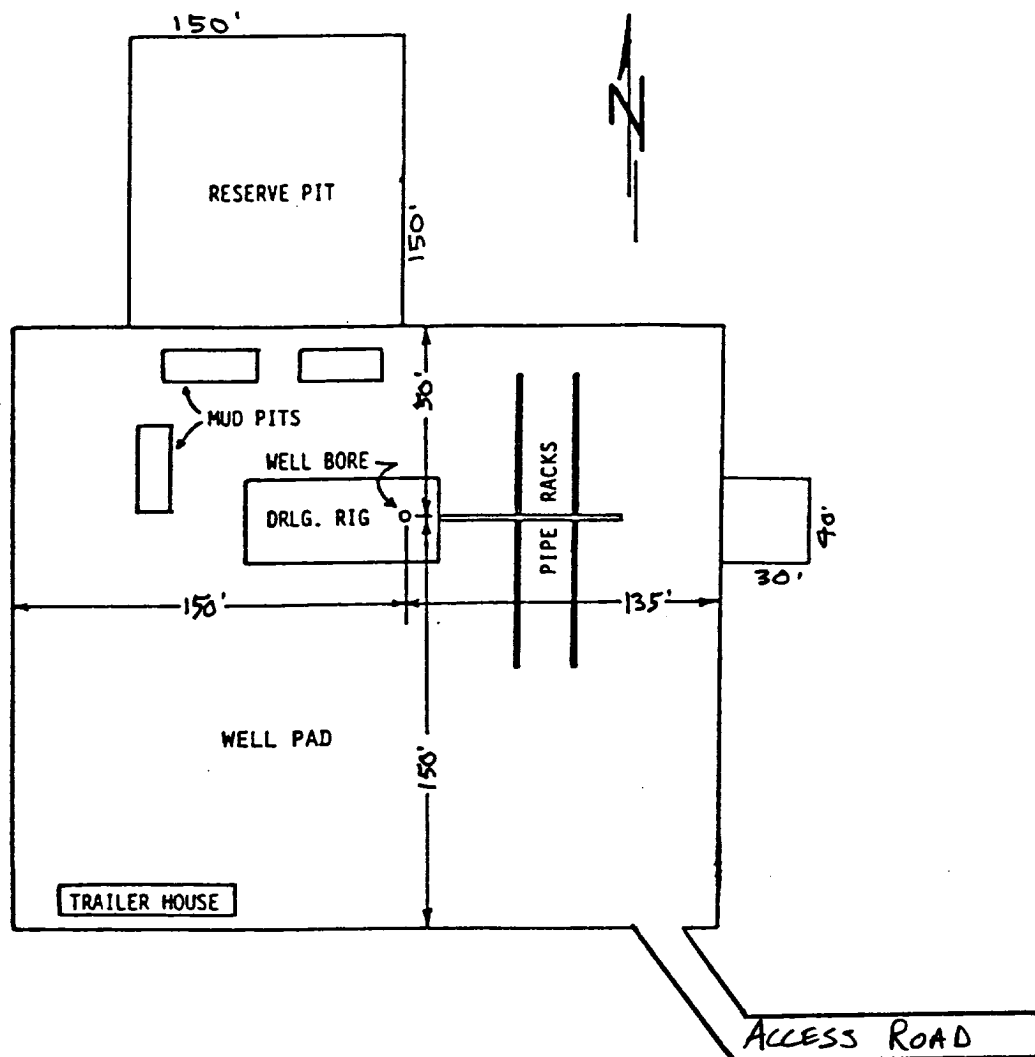 150'
N
RESERVE PIT
150'
MUD PITS
50'
WELL BORE
DRLG. RIG
PIPE RACKS
40'
30'
150'
135'
WELL PAD
150'
TRAILER HOUSE
ACCESS ROAD